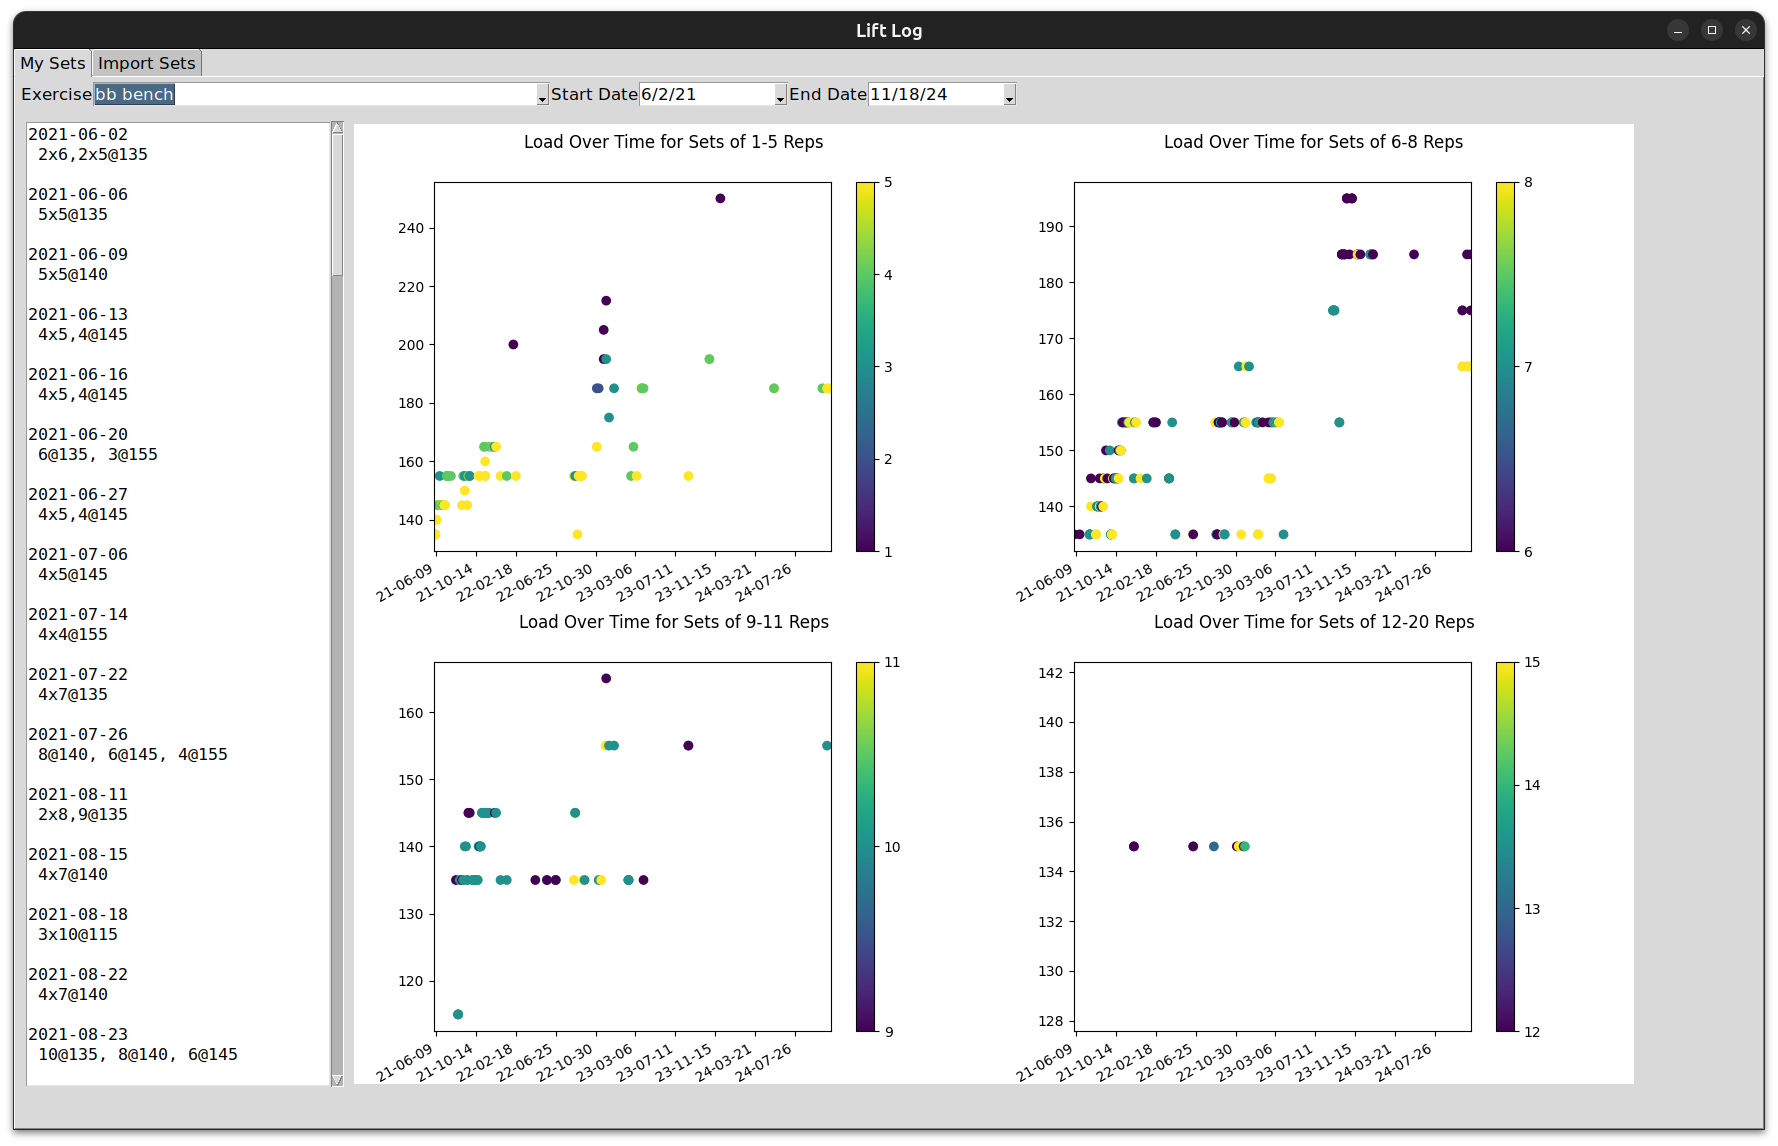 Lift Log
My Sets Import Sets
Exercise bb bench Start Date 6/2/21 End Date 11/18/24
2021-06-02
2x6,2x5@135
2021-06-06
5x5@135
2021-06-09
5x5@140
2021-06-13
4x5,4@145
2021-06-16
4x5,4@145
2021-06-20
6@135, 3@155
2021-06-27
4x5,4@145
2021-07-06
4x5@145
2021-07-14
4x4@155
2021-07-22
4x7@135
2021-07-26
8@140, 6@145, 4@155
2021-08-11
2x8,9@135
2021-08-15
4x7@140
2021-08-18
3x10@115
2021-08-22
4x7@140
2021-08-23
10@135, 8@140, 6@145
Load Over Time for Sets of 1-5 Reps
240
220
200
180
160
140
21-06-09 21-10-14 22-02-18 22-06-25 22-10-30 23-03-06 23-07-11 23-11-15 24-03-21 24-07-26
5
4
3
2
1
Load Over Time for Sets of 6-8 Reps
190
180
170
160
150
140
21-06-09 21-10-14 22-02-18 22-06-25 22-10-30 23-03-06 23-07-11 23-11-15 24-03-21 24-07-26
8
7
6
Load Over Time for Sets of 9-11 Reps
160
150
140
130
120
21-06-09 21-10-14 22-02-18 22-06-25 22-10-30 23-03-06 23-07-11 23-11-15 24-03-21 24-07-26
11
10
9
Load Over Time for Sets of 12-20 Reps
142
140
138
136
134
132
130
128
21-06-09 21-10-14 22-02-18 22-06-25 22-10-30 23-03-06 23-07-11 23-11-15 24-03-21 24-07-26
15
14
13
12